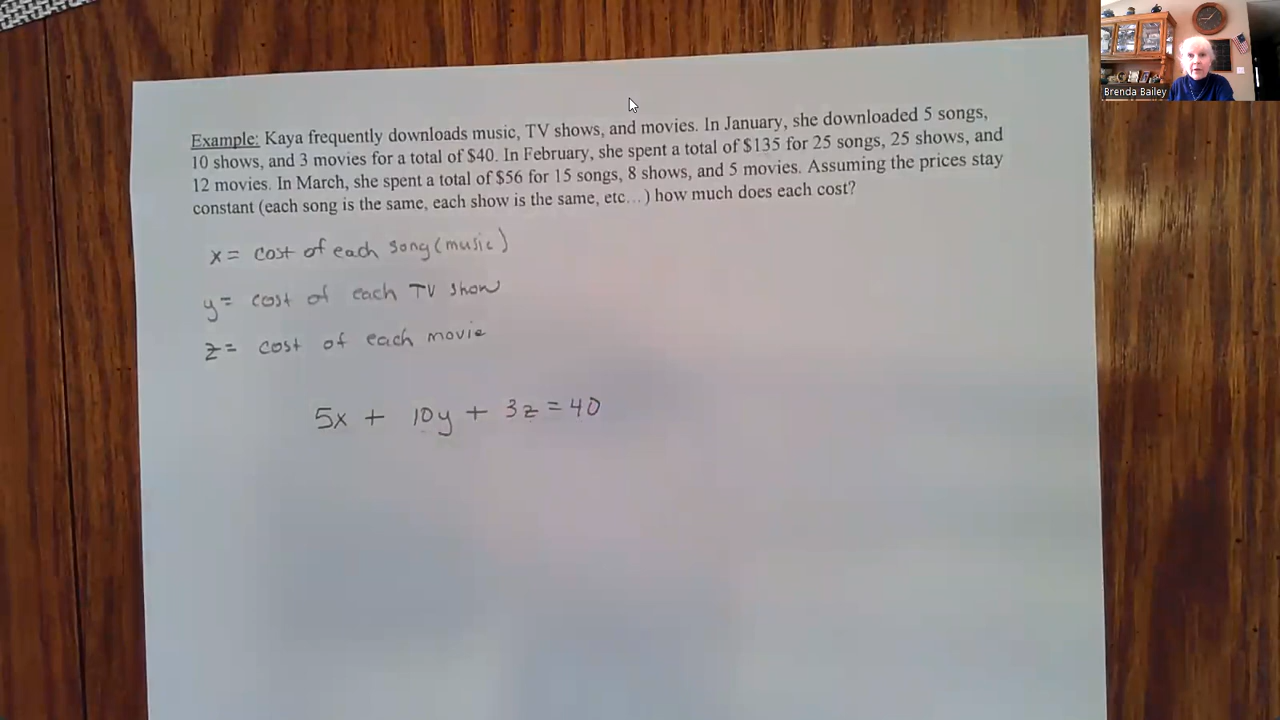 Brenda Bailey
Example: Kaya frequently downloads music, TV shows, and movies. In January, she downloaded 5 songs,
10 shows, and 3 movies for a total of $40. In February, she spent a total of $135 for 25 songs, 25 shows, and
12 movies. In March, she spent a total of $56 for 15 songs, 8 shows, and 5 movies. Assuming the prices stay
constant (each song is the same, each show is the same, etc…) how much does each cost?
x = cost of each song (music)
y = cost of each TV show
z = cost of each movie
5x + 10y + 3z = 40